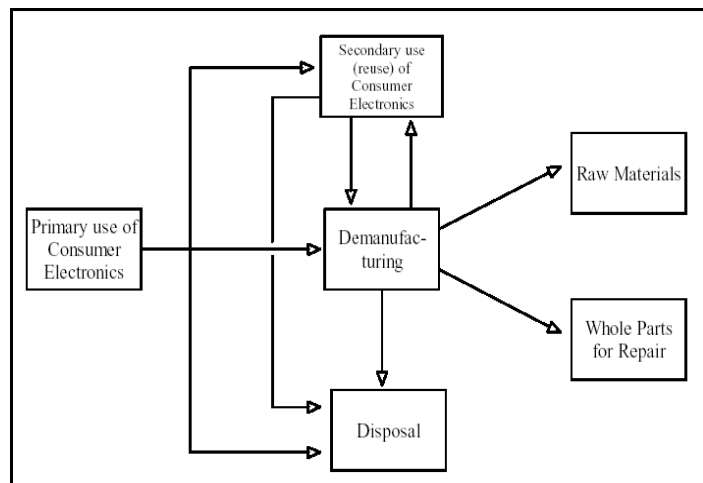 Secondary use
(reuse) of
Consumer
Electronics
Raw Materials
Primary use of
Consumer
Electronics
Demanufac-
turing
Whole Parts
for Repair
Disposal